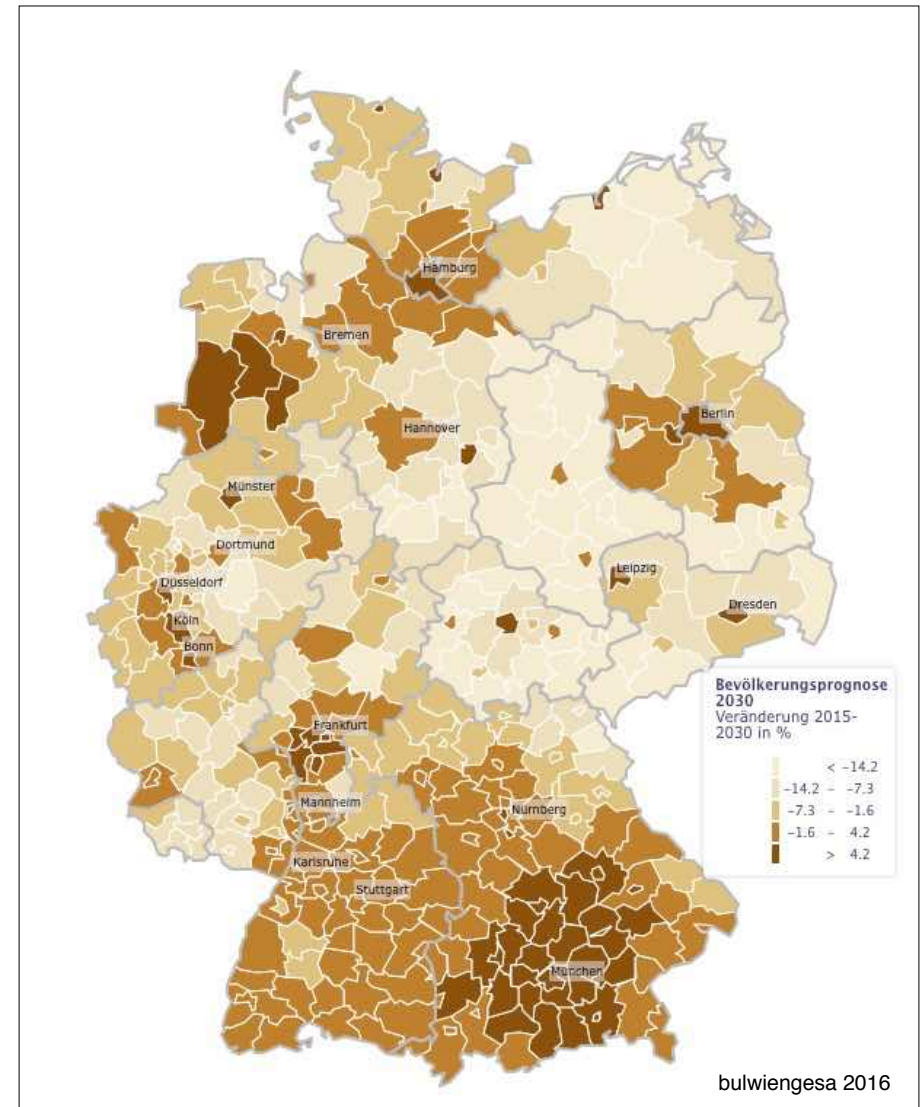 Hamburg
Bremen
Berlin
Hannover
Münster
Dortmund
Leipzig
Düsseldorf
Dresden
Köln
Bonn
Frankfurt
Mannheim
Nürnberg
Karlsruhe
Stuttgart
München
Bevölkerungsprognose
2030
Veränderung 2015-
2030 in %
< -14.2
-14.2 - -7.3
-7.3 - -1.6
-1.6 - 4.2
> 4.2
bulwiengesa 2016